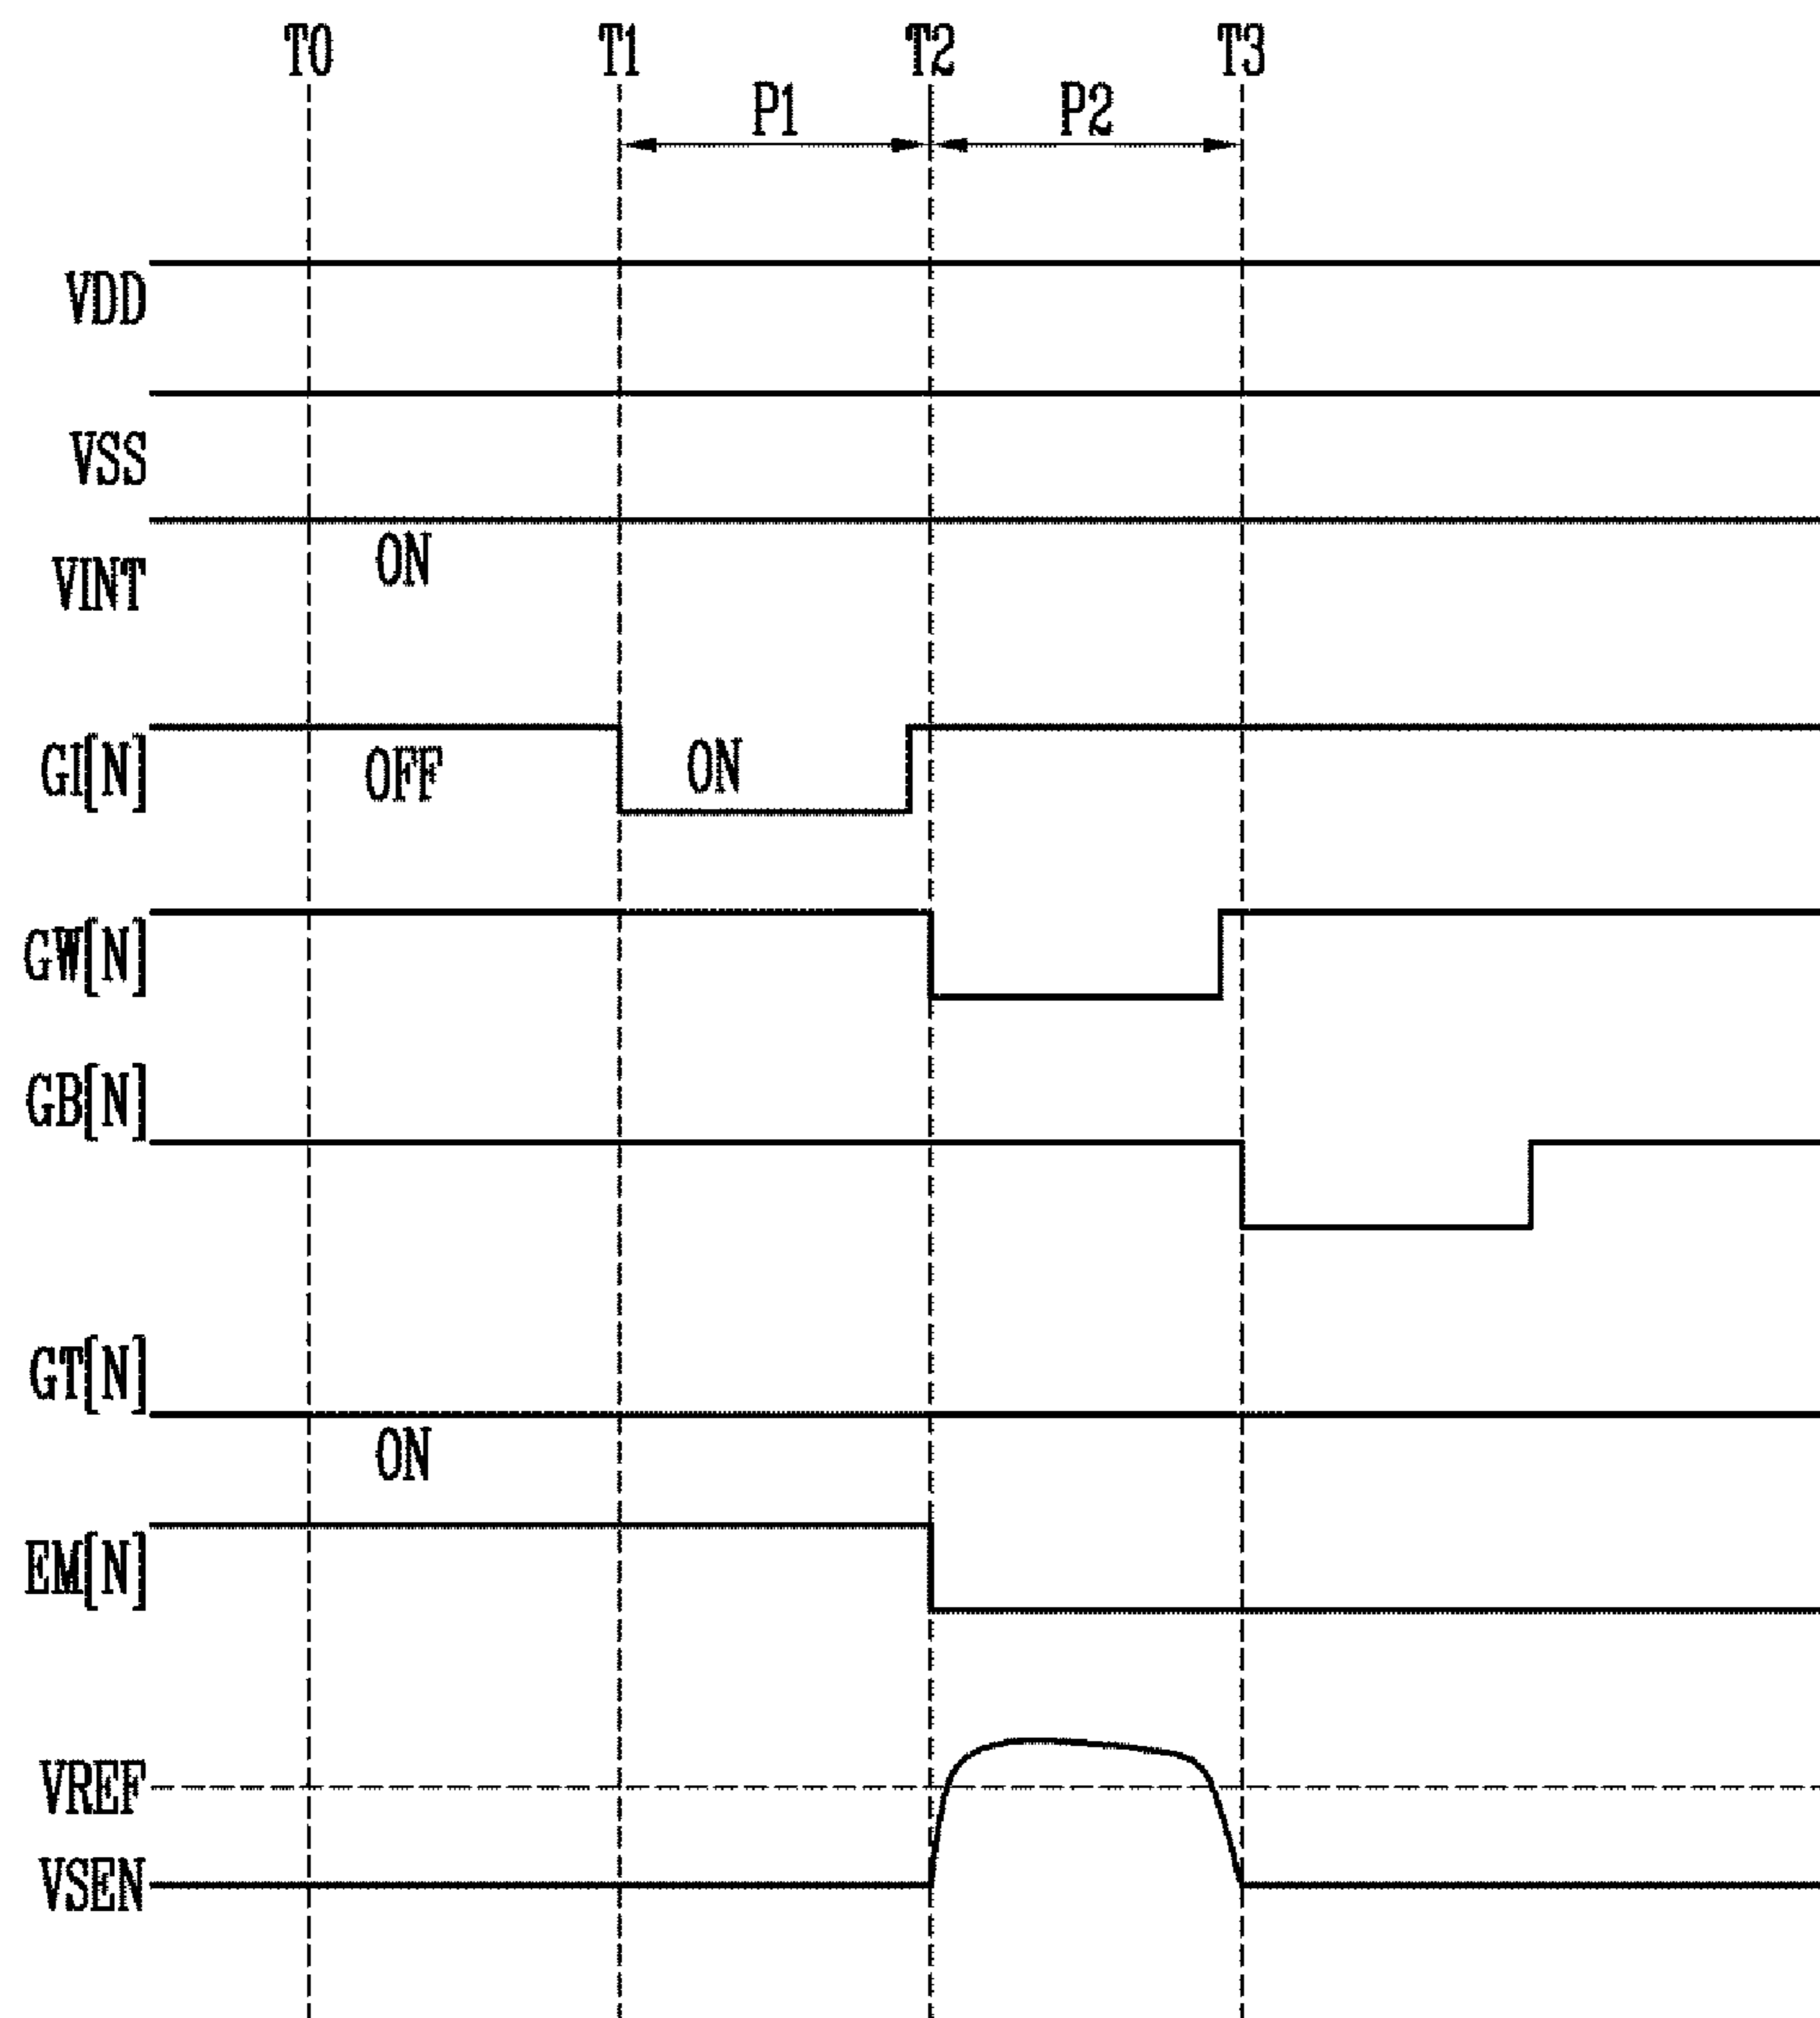 T0 T1 T2 T3
P1 P2
VDD
VSS
VINT ON
GI[N] OFF ON
GW[N]
GB[N]
GT[N]
ON
EM[N]
VREF
VSEN